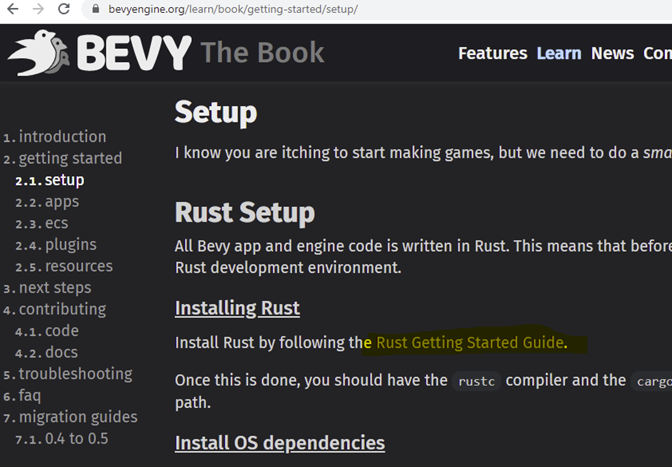 bevyengine.org/learn/book/getting-started/setup/
BEVY The Book
Features Learn News Com
1. introduction
2. getting started
2.1. setup
2.2. apps
2.3. ecs
2.4. plugins
2.5. resources
3. next steps
4. contributing
4.1. code
4.2. docs
5. troubleshooting
6. faq
7. migration guides
7.1. 0.4 to 0.5
Setup
I know you are itching to start making games, but we need to do a sma
Rust Setup
All Bevy app and engine code is written in Rust. This means that before
Rust development environment.
Installing Rust
Install Rust by following the Rust Getting Started Guide.
Once this is done, you should have the rustc compiler and the cargo
path.
Install OS dependencies